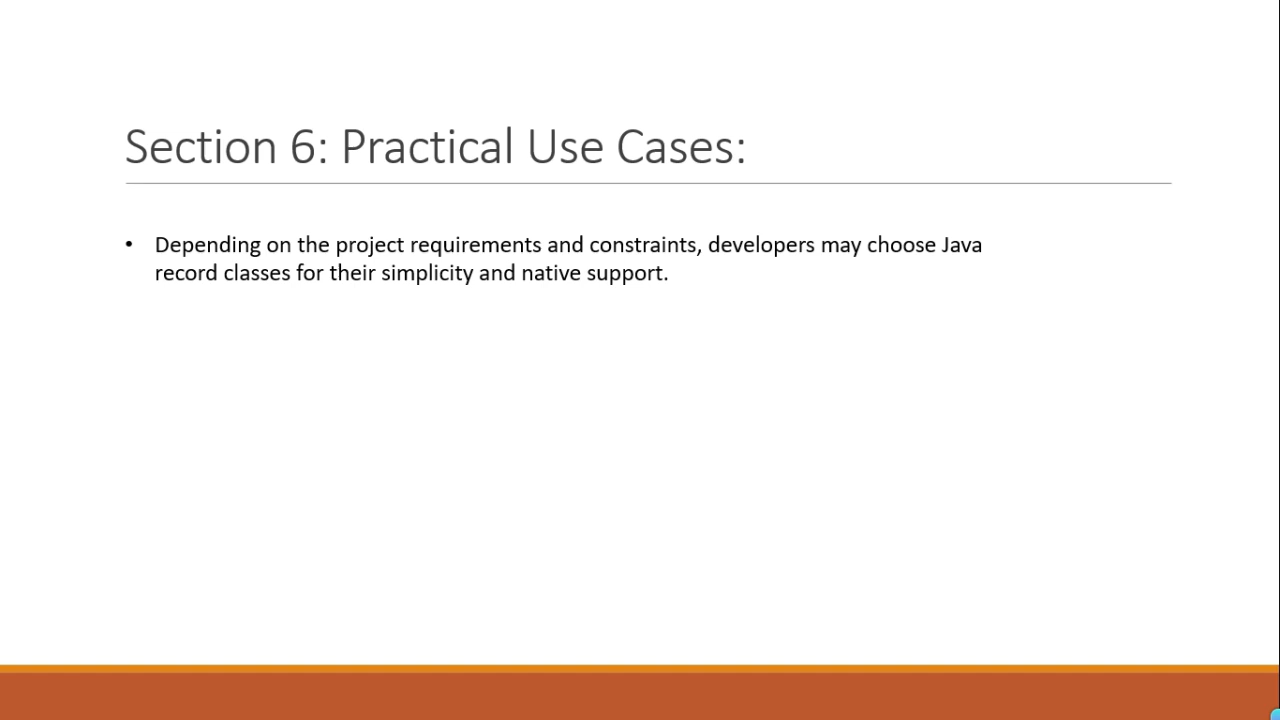 Section 6: Practical Use Cases:
• Depending on the project requirements and constraints, developers may choose Java
record classes for their simplicity and native support.